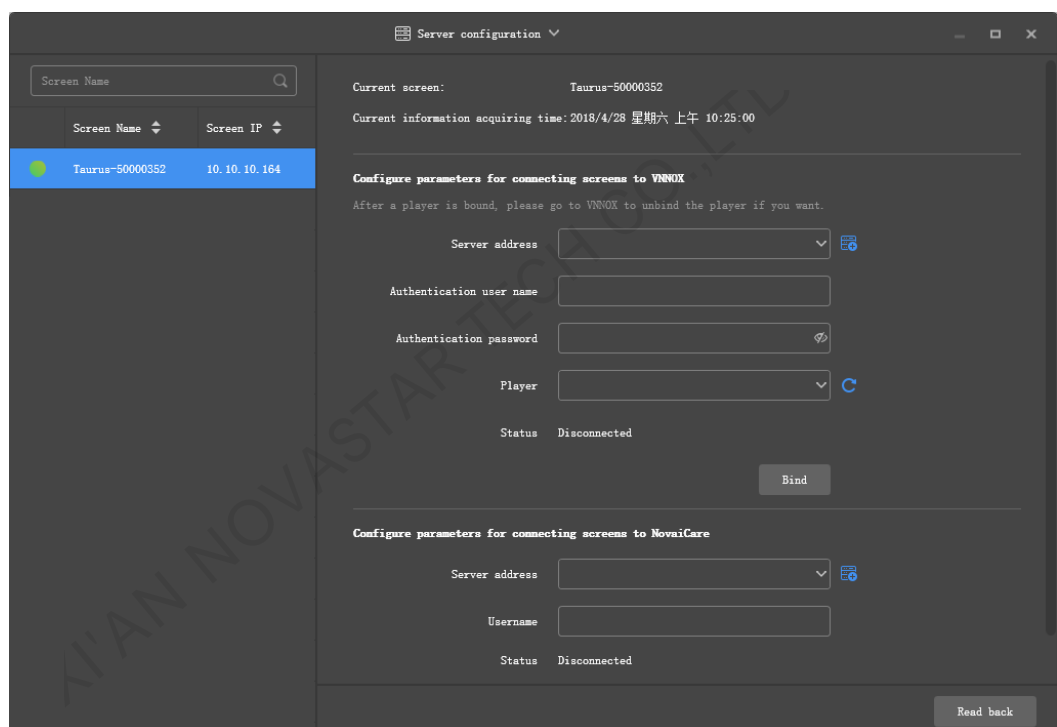 Server configuration
Screen Name
Screen Name Screen IP
Taurus-50000352 10.10.10.164
Current screen: Taurus-50000352
Current information acquiring time: 2018/4/28 星期六 上午 10:25:00
Configure parameters for connecting screens to VNNOX
After a player is bound, please go to VNNOX to unbind the player if you want.
Server address
Authentication user name
Authentication password
Player
Status Disconnected
Bind
Configure parameters for connecting screens to NovaiCare
Server address
Username
Status Disconnected
Read back
XI'AN NOVASTAR TECH CO.,LTD